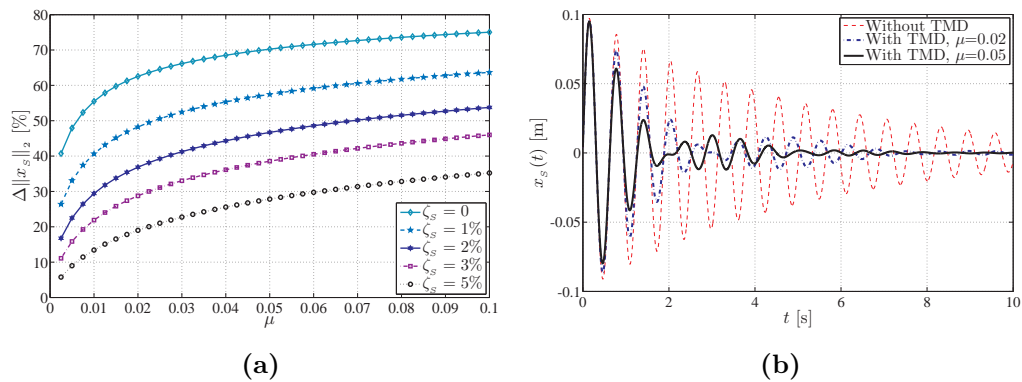 80
70
60
50
40
30
20
10
0
Δ||x_S||_2 [%]
0 0.01 0.02 0.03 0.04 0.05 0.06 0.07 0.08 0.09 0.1
μ
ζ_S = 0
ζ_S = 1%
ζ_S = 2%
ζ_S = 3%
ζ_S = 5%
(a)
0.1
0.05
0
-0.05
-0.1
x_S(t) [m]
0 2 4 6 8 10
t [s]
Without TMD
With TMD, μ=0.02
With TMD, μ=0.05
(b)